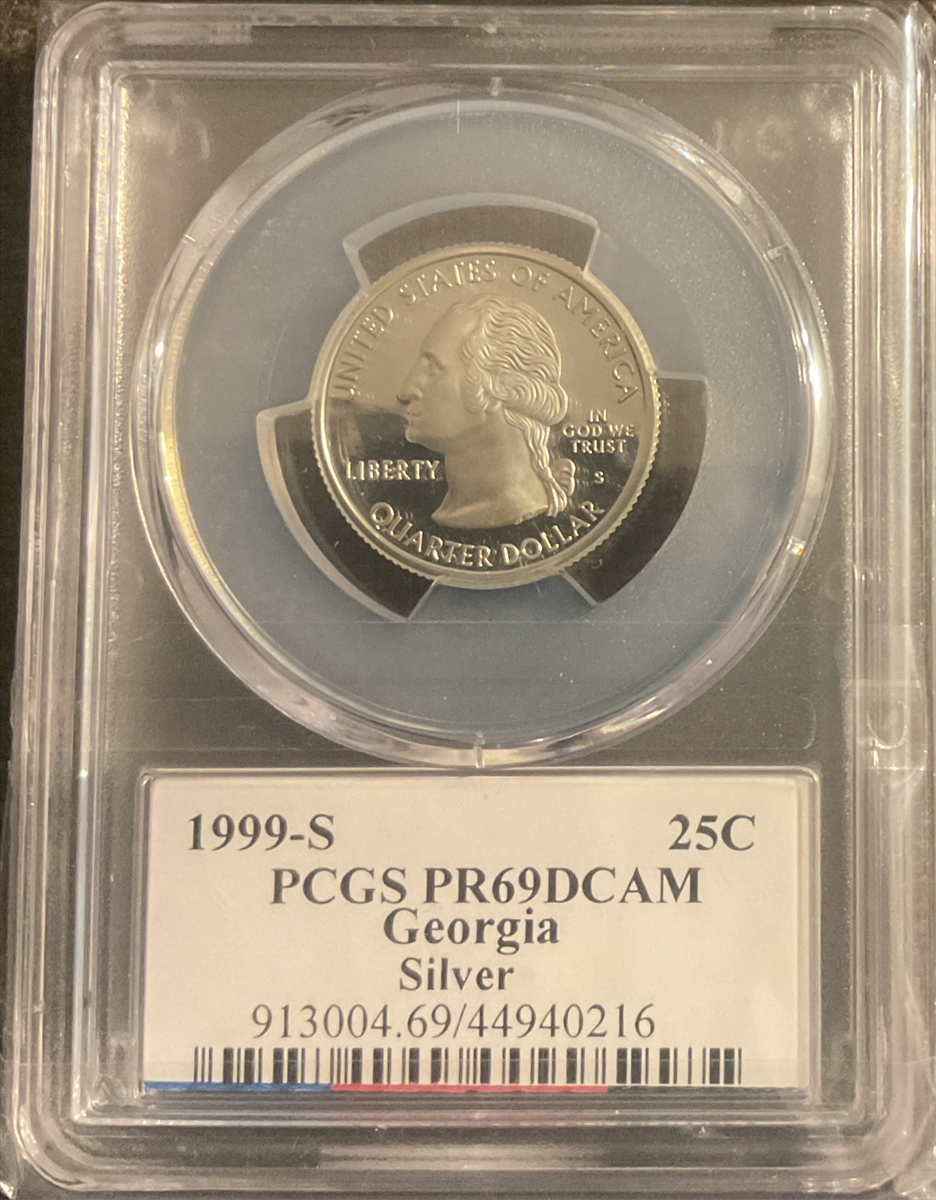 UNITED STATES OF AMERICA
IN
GOD WE
TRUST
LIBERTY
S
QUARTER DOLLAR
1999-S 25C
PCGS PR69DCAM
Georgia
Silver
913004.69/44940216